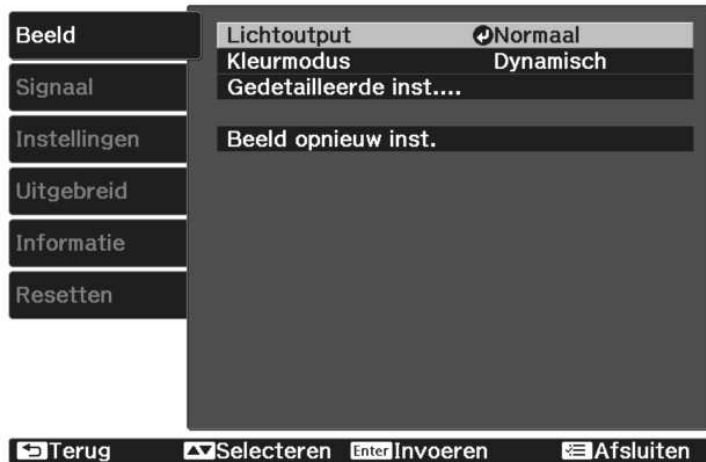 Beeld
Signaal
Instellingen
Uitgebreid
Informatie
Resetten
Lichtoutput Normaal
Kleurmodus Dynamisch
Gedetailleerde inst....
Beeld opnieuw inst.
Terug Selecteren Enter Invoeren Afsluiten